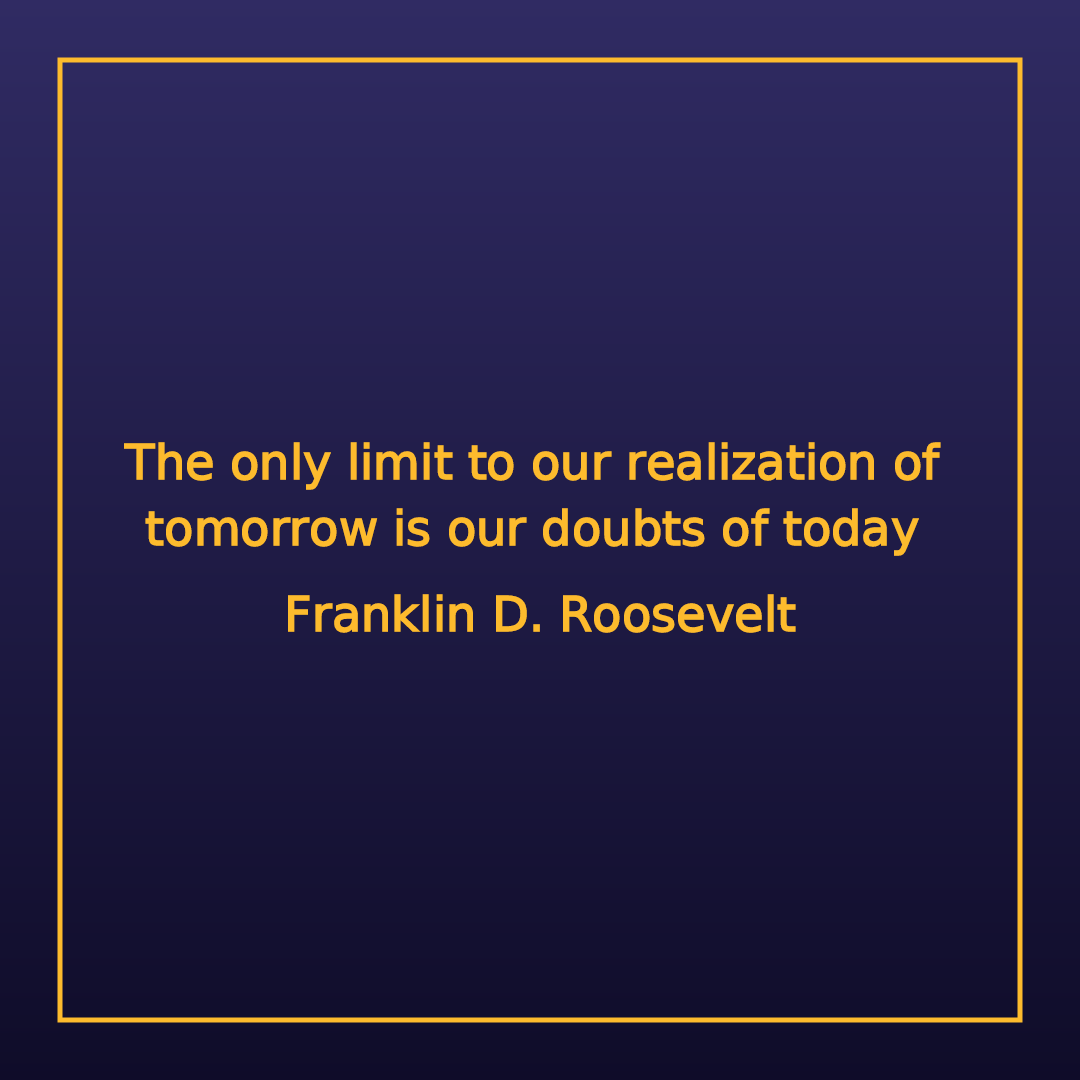 The only limit to our realization of
tomorrow is our doubts of today
Franklin D. Roosevelt